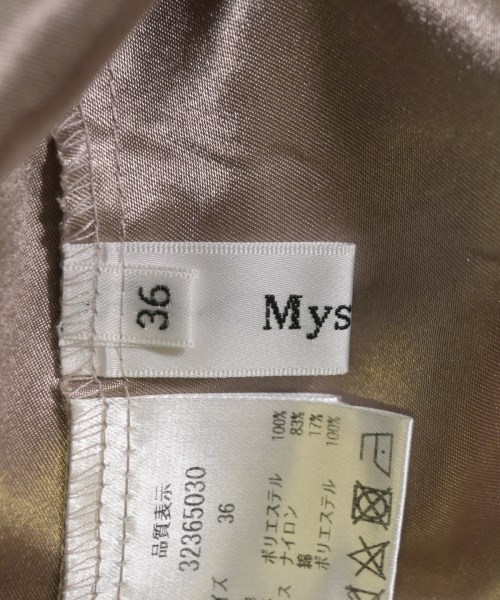 36
Mys
品質表示
32365030
イズ 36
ポリエステル 100%
ナイロン 83%
綿 17%
ポリエステル 100%